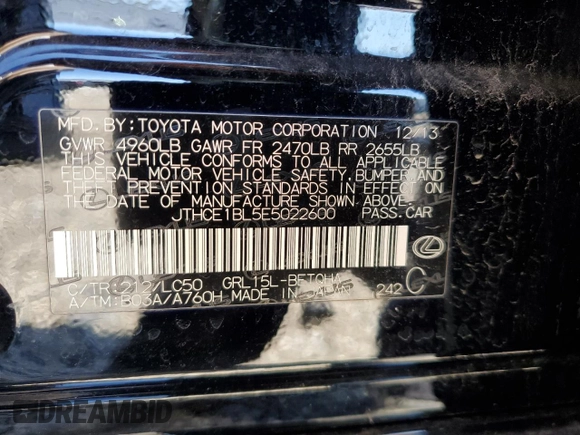 MFD. BY: TOYOTA MOTOR CORPORATION 12/13
GVWR 4960LB GAWR FR 2470LB RR 2655LB
THIS VEHICLE CONFORMS TO ALL APPLICABLE
FEDERAL MOTOR VEHICLE SAFETY, BUMPER, AND
THEFT PREVENTION STANDARDS IN EFFECT ON
THE DATE OF MANUFACTURE SHOWN ABOVE.
JTHCE1BL5E5022600 PASS. CAR
C/TR: 212/LC50 GRL15L-BETQHA
A/TM: B03A/A760H MADE IN JAPAN 242 C
DREAMBID